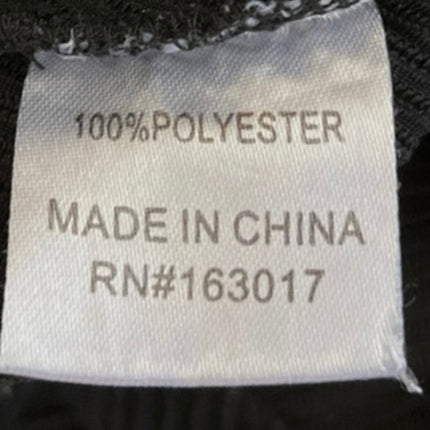 100%POLYESTER
MADE IN CHINA
RN#163017